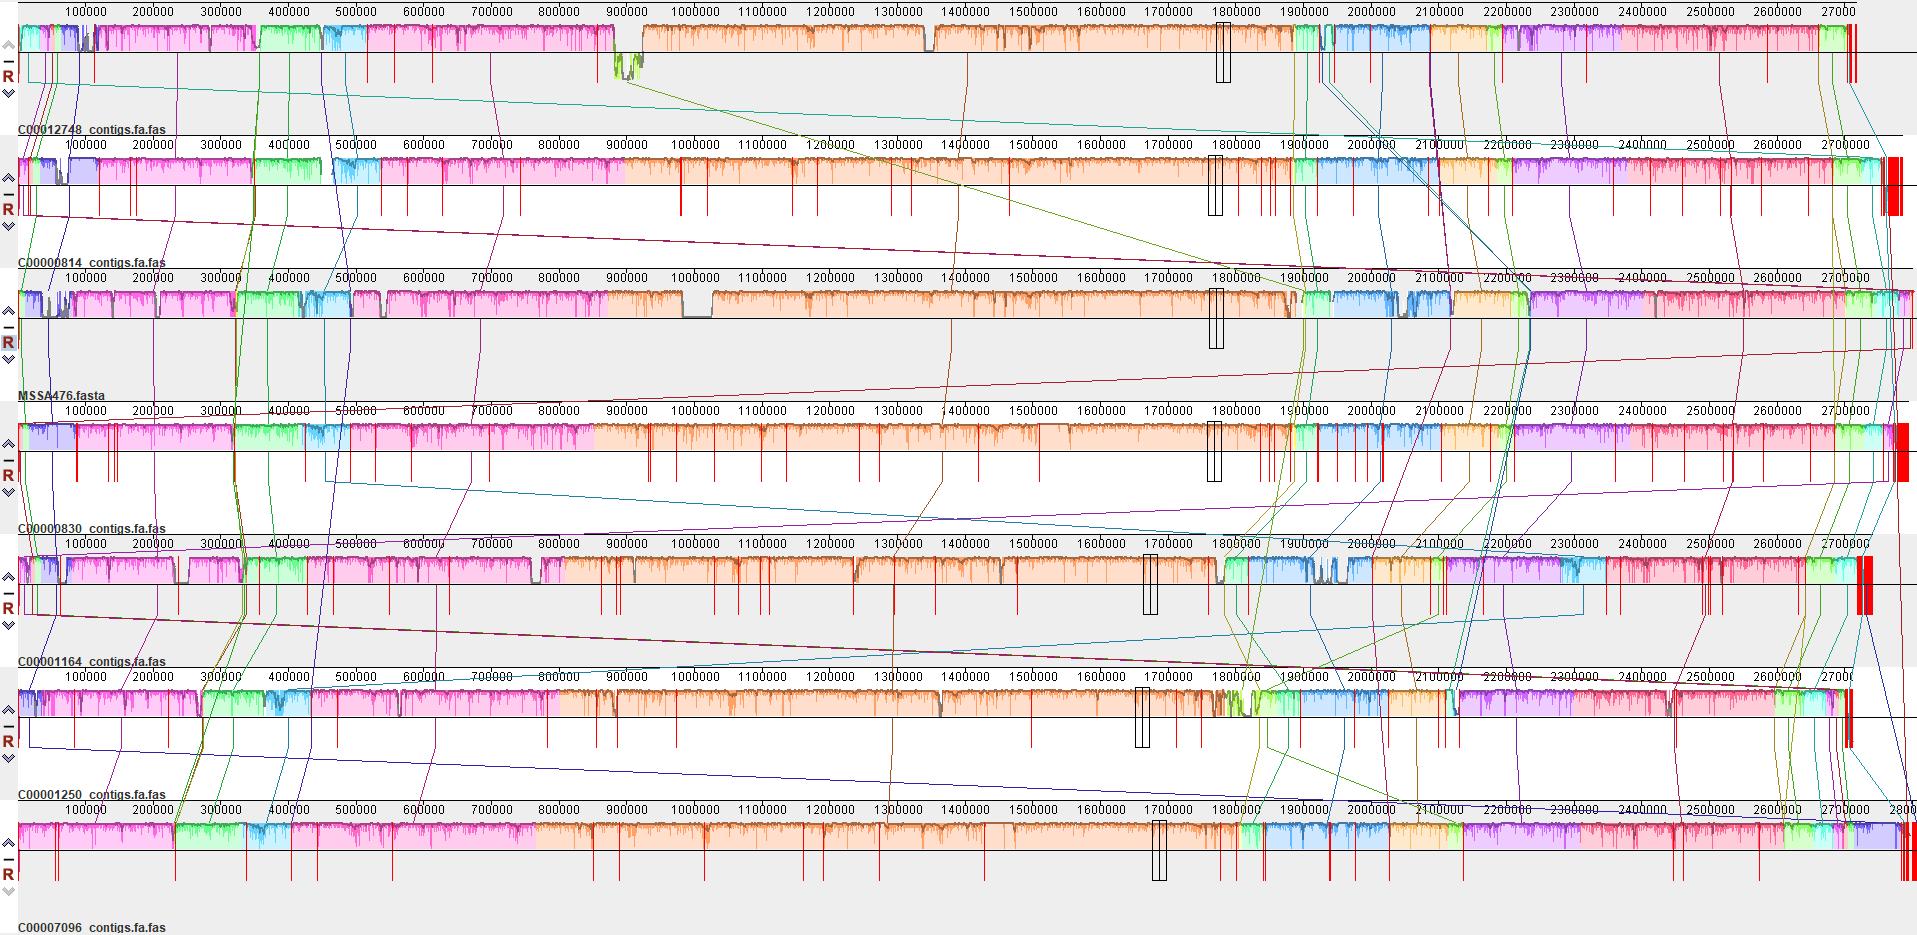 100000 200000 300000 400000 500000 600000 700000 800000 900000 1000000 1100000 1200000 1300000 1400000 1500000 1600000 1700000 1800000 1900000 2000000 2100000 2200000 2300000 2400000 2500000 2600000 270000
R
C00012748_contigs.fa.fas
100000 200000 300000 400000 500000 600000 700000 800000 900000 1000000 1100000 1200000 1300000 1400000 1500000 1600000 1700000 1800000 1900000 2000000 2100000 2200000 2300000 2400000 2500000 2600000 2700000
R
C00000814_contigs.fa.fas
100000 200000 300000 400000 500000 600000 700000 800000 900000 1000000 1100000 1200000 1300000 1400000 1500000 1600000 1700000 1800000 1900000 2000000 2100000 2200000 2300000 2400000 2500000 2600000 2700000
R
MSSA476.fasta
100000 200000 300000 400000 500000 600000 700000 800000 900000 1000000 1100000 1200000 1300000 1400000 1500000 1600000 1700000 1800000 1900000 2000000 2100000 2200000 2300000 2400000 2500000 2600000 2700000
R
C00000830_contigs.fa.fas
100000 200000 300000 400000 500000 600000 700000 800000 900000 1000000 1100000 1200000 1300000 1400000 1500000 1600000 1700000 1800000 1900000 2000000 2100000 2200000 2300000 2400000 2500000 2600000 2700000
R
C00001164_contigs.fa.fas
100000 200000 300000 400000 500000 600000 700000 800000 900000 1000000 1100000 1200000 1300000 1400000 1500000 1600000 1700000 1800000 1900000 2000000 2100000 2200000 2300000 2400000 2500000 2600000 270000
R
C00001250_contigs.fa.fas
100000 200000 300000 400000 500000 600000 700000 800000 900000 1000000 1100000 1200000 1300000 1400000 1500000 1600000 1700000 1800000 1900000 2000000 2100000 2200000 2300000 2400000 2500000 2600000 2700000 2800
R
C00007096_contigs.fa.fas